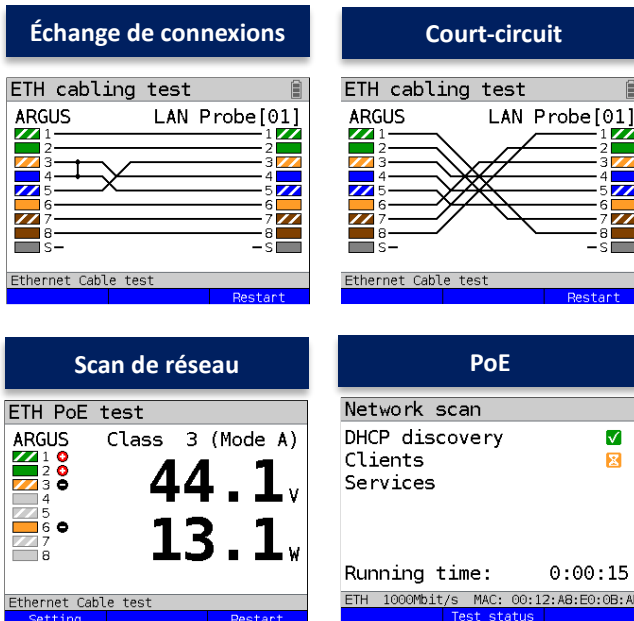 Échange de connexions
ETH cabling test
ARGUS LAN Probe[01]
1 1
2 2
3 3
4 4
5 5
6 6
7 7
8 8
S S
Ethernet Cable test
Restart
Court-circuit
ETH cabling test
ARGUS LAN Probe[01]
1 1
2 2
3 3
4 4
5 5
6 6
7 7
8 8
S S
Ethernet Cable test
Restart
Scan de réseau
ETH PoE test
ARGUS Class 3 (Mode A)
1 +
2 +
3 -
4
5
6 -
7
8
44.1 V
13.1 W
Ethernet Cable test
Setting Restart
PoE
Network scan
DHCP discovery
Clients
Services
Running time: 0:00:15
ETH 1000Mbit/s MAC: 00:12:A8:E0:0B:A
Test status